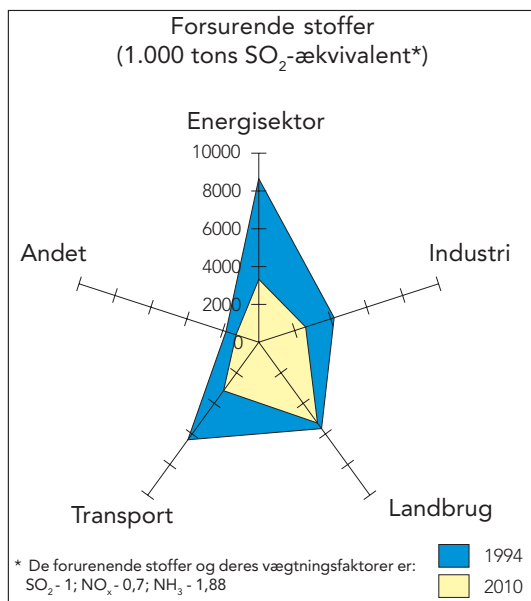 Forsurende stoffer
(1.000 tons SO₂-ækvivalent*)
Energisektor
10000
8000
6000
4000
2000
0
Andet
Industri
Transport
Landbrug
* De forurenende stoffer og deres vægtningsfaktorer er:
SO₂ - 1; NOₓ - 0,7; NH₃ - 1,88
1994
2010